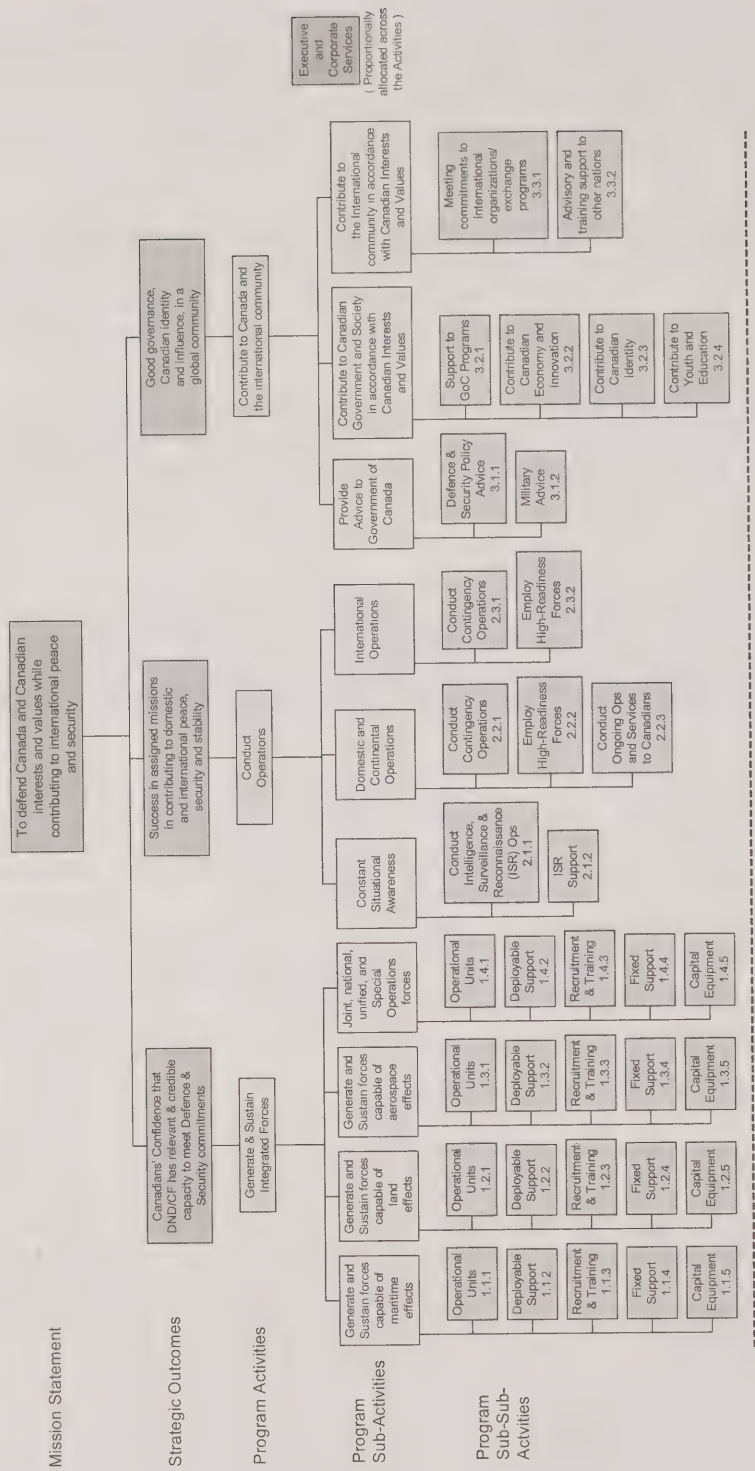 Mission Statement
To defend Canada and Canadian
interests and values while
contributing to international peace
and security
Strategic Outcomes
Canadians' Confidence that
DND/CF has relevant & credible
capacity to meet Defence &
Security commitments
Success in assigned missions
in contributing to domestic
and international peace,
security and stability
Good governance,
Canadian identity
and influence, in a
global community
Program Activities
Generate & Sustain
Integrated Forces
Conduct
Operations
Contribute to Canada and
the international community
Executive
and
Corporate
Services
( Proportionally
allocated across
the Activities )
Program
Sub-Activities
Generate and
Sustain forces
capable of
maritime
effects
Generate and
Sustain forces
capable of
land
effects
Generate and
Sustain forces
capable of
aerospace
effects
Joint, national,
unified, and
Special
Operations
forces
Constant
Situational
Awareness
Domestic and
Continental
Operations
International
Operations
Provide
Advice to
Government of
Canada
Contribute to Canadian
Government and Society
in accordance with
Canadian Interests
and Values
Contribute to
the International
community in accordance
with Canadian Interests
and Values
Program
Sub-Sub-
Actvities
Operational
Units
1.1.1
Deployable
Support
1.1.2
Recruitment
& Training
1.1.3
Fixed
Support
1.1.4
Capital
Equipment
1.1.5
Operational
Units
1.2.1
Deployable
Support
1.2.2
Recruitment
& Training
1.2.3
Fixed
Support
1.2.4
Capital
Equipment
1.2.5
Operational
Units
1.3.1
Deployable
Support
1.3.2
Recruitment
& Training
1.3.3
Fixed
Support
1.3.4
Capital
Equipment
1.3.5
Operational
Units
1.4.1
Deployable
Support
1.4.2
Recruitment
& Training
1.4.3
Fixed
Support
1.4.4
Capital
Equipment
1.4.5
Conduct
Intelligence,
Surveillance &
Reconnaissance
(ISR) Ops
2.1.1
ISR
Support
2.1.2
Conduct
Contingency
Operations
2.2.1
Employ
High-Readiness
Forces
2.2.2
Conduct
Ongoing Ops
and Services
to Canadians
2.2.3
Conduct
Contingency
Operations
2.3.1
Employ
High-Readiness
Forces
2.3.2
Defence &
Security Policy
Advice
3.1.1
Military
Advice
3.1.2
Support to
GoC Programs
3.2.1
Contribute to
Canadian
Economy and
Innovation
3.2.2
Contribute to
Canadian
Identity
3.2.3
Contribute to
Youth and
Education
3.2.4
Meeting
commitments to
International
organizations/
exchange
programs
3.3.1
Advisory and
training support to
other nations
3.3.2